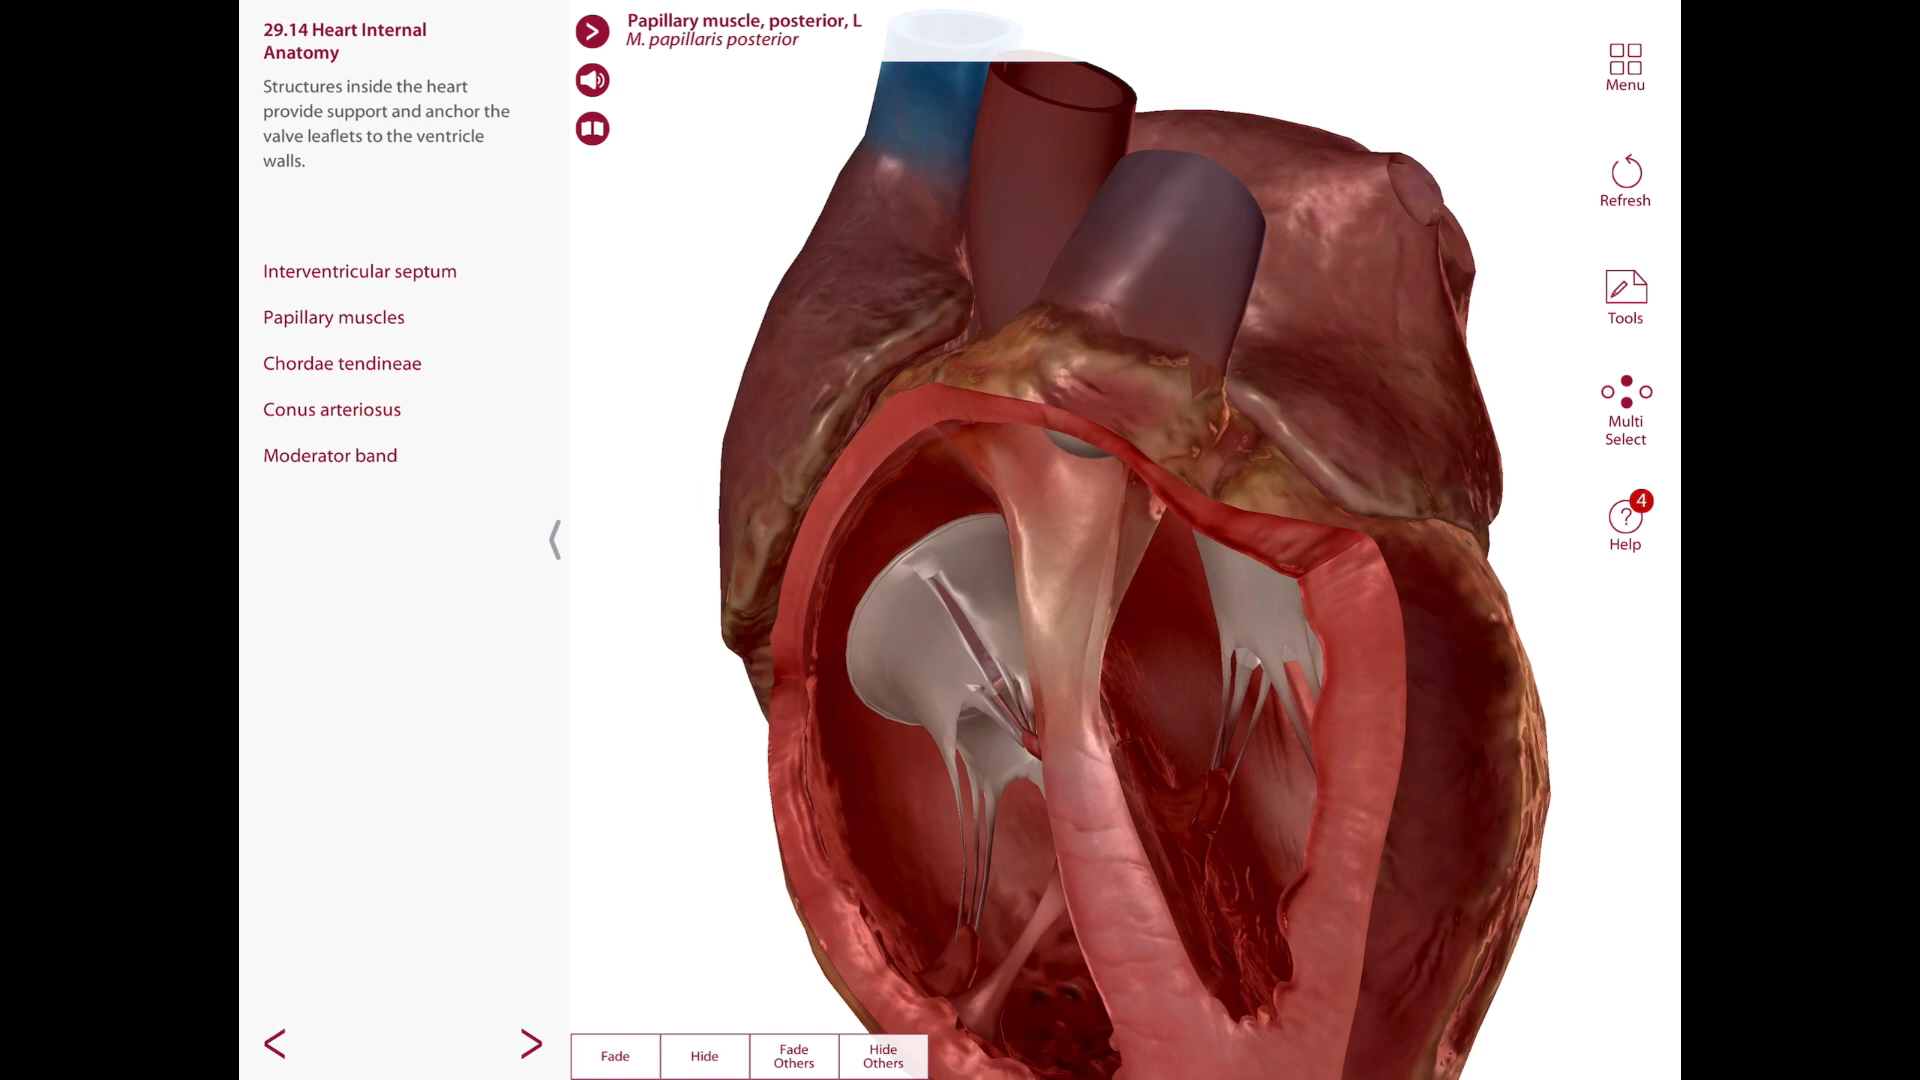 29.14 Heart Internal
Anatomy
Structures inside the heart
provide support and anchor the
valve leaflets to the ventricle
walls.
Interventricular septum
Papillary muscles
Chordae tendineae
Conus arteriosus
Moderator band
Papillary muscle, posterior, L
M. papillaris posterior
Menu
Refresh
Tools
Multi
Select
4
Help
Fade
Hide
Fade
Others
Hide
Others